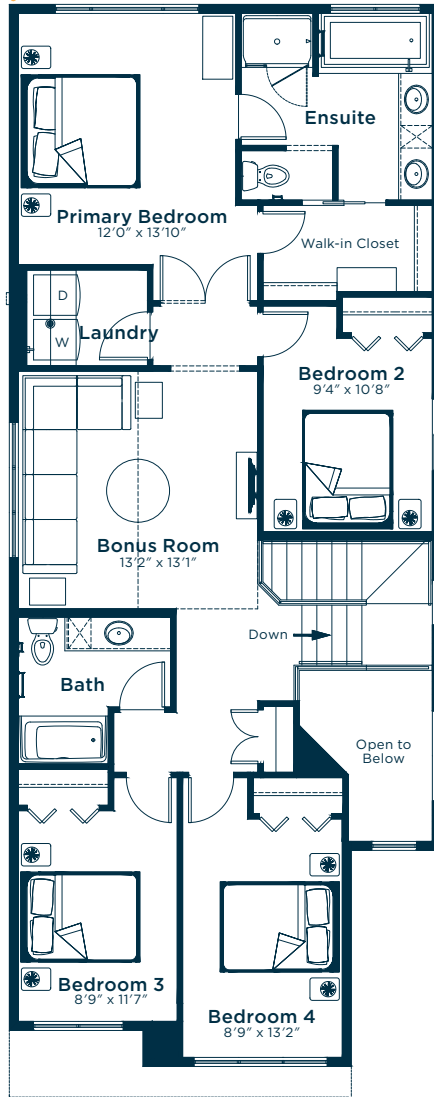 Ensuite
Primary Bedroom
12'0" x 13'10"
Walk-in Closet
D
W
Laundry
Bedroom 2
9'4" x 10'8"
Bonus Room
13'2" x 13'1"
Down
Bath
Open to
Below
Bedroom 3
8'9" x 11'7"
Bedroom 4
8'9" x 13'2"